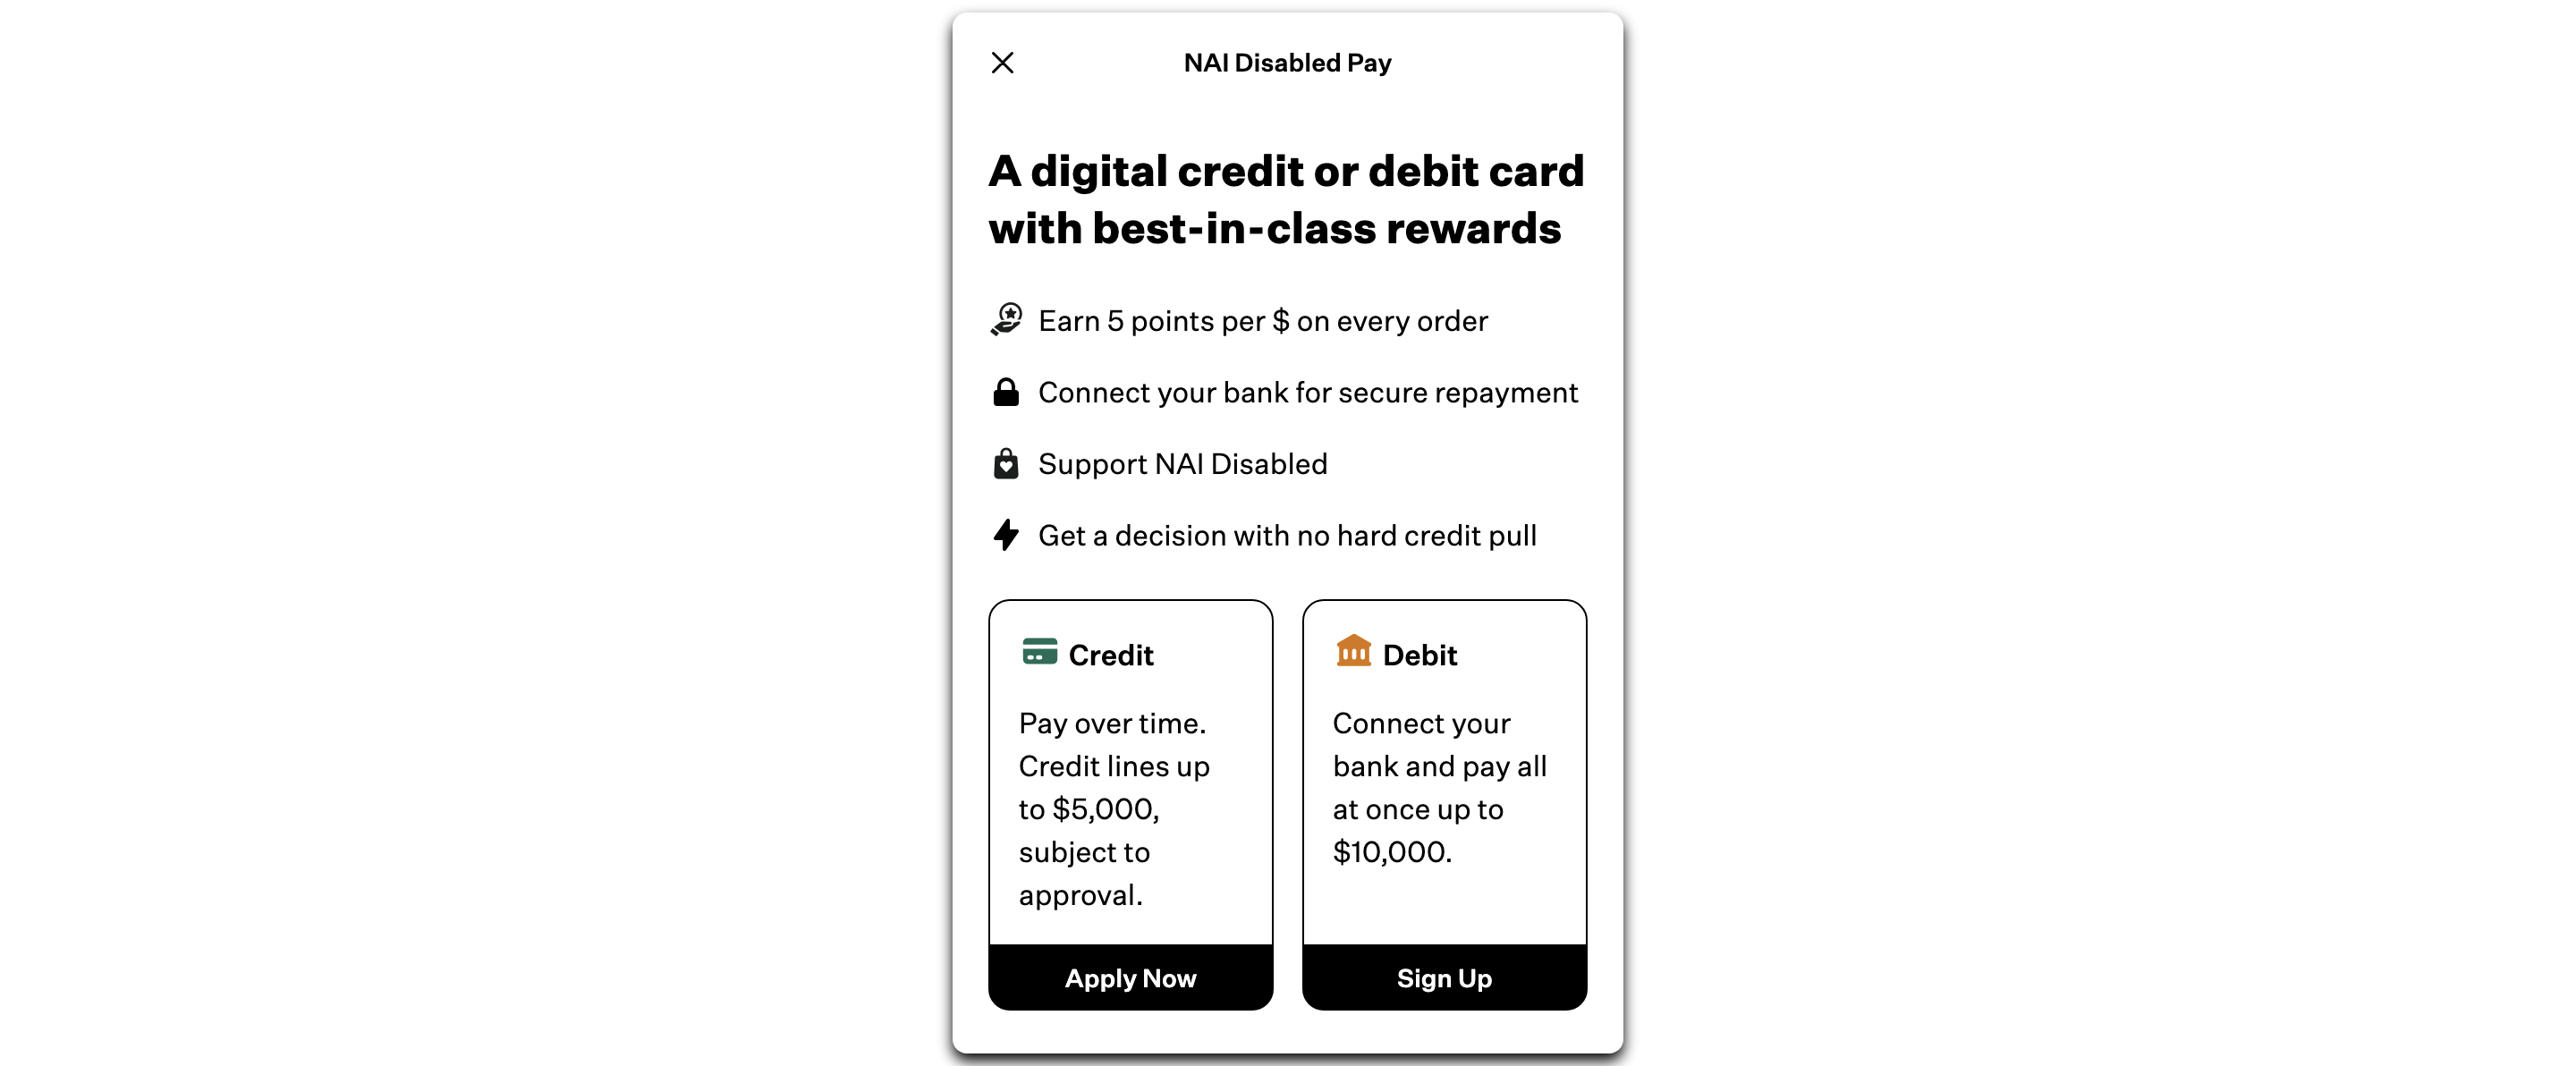 NAI Disabled Pay
A digital credit or debit card
with best-in-class rewards
Earn 5 points per $ on every order
Connect your bank for secure repayment
Support NAI Disabled
Get a decision with no hard credit pull
Credit
Pay over time.
Credit lines up
to $5,000,
subject to
approval.
Apply Now
Debit
Connect your
bank and pay all
at once up to
$10,000.
Sign Up